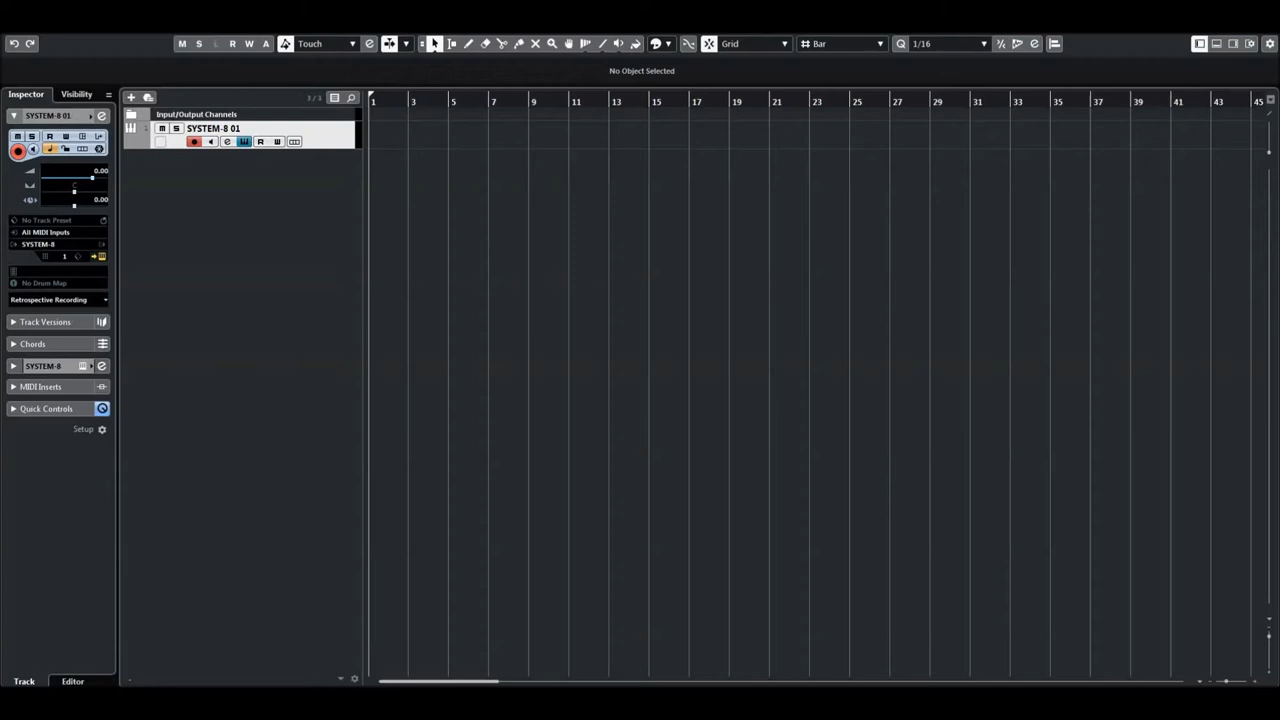 M S L R W A Touch Grid Bar Q 1/16
No Object Selected
Inspector Visibility
3 / 3
1 3 5 7 9 11 13 15 17 19 21 23 25 27 29 31 33 35 37 39 41 43 45
SYSTEM-8 01
Input/Output Channels
1 M S SYSTEM-8 01
M S R W
R W
0.00
C
0.00
No Track Preset
All MIDI Inputs
SYSTEM-8
1
No Drum Map
Retrospective Recording
Track Versions
Chords
SYSTEM-8
MIDI Inserts
Quick Controls
Setup
Track Editor